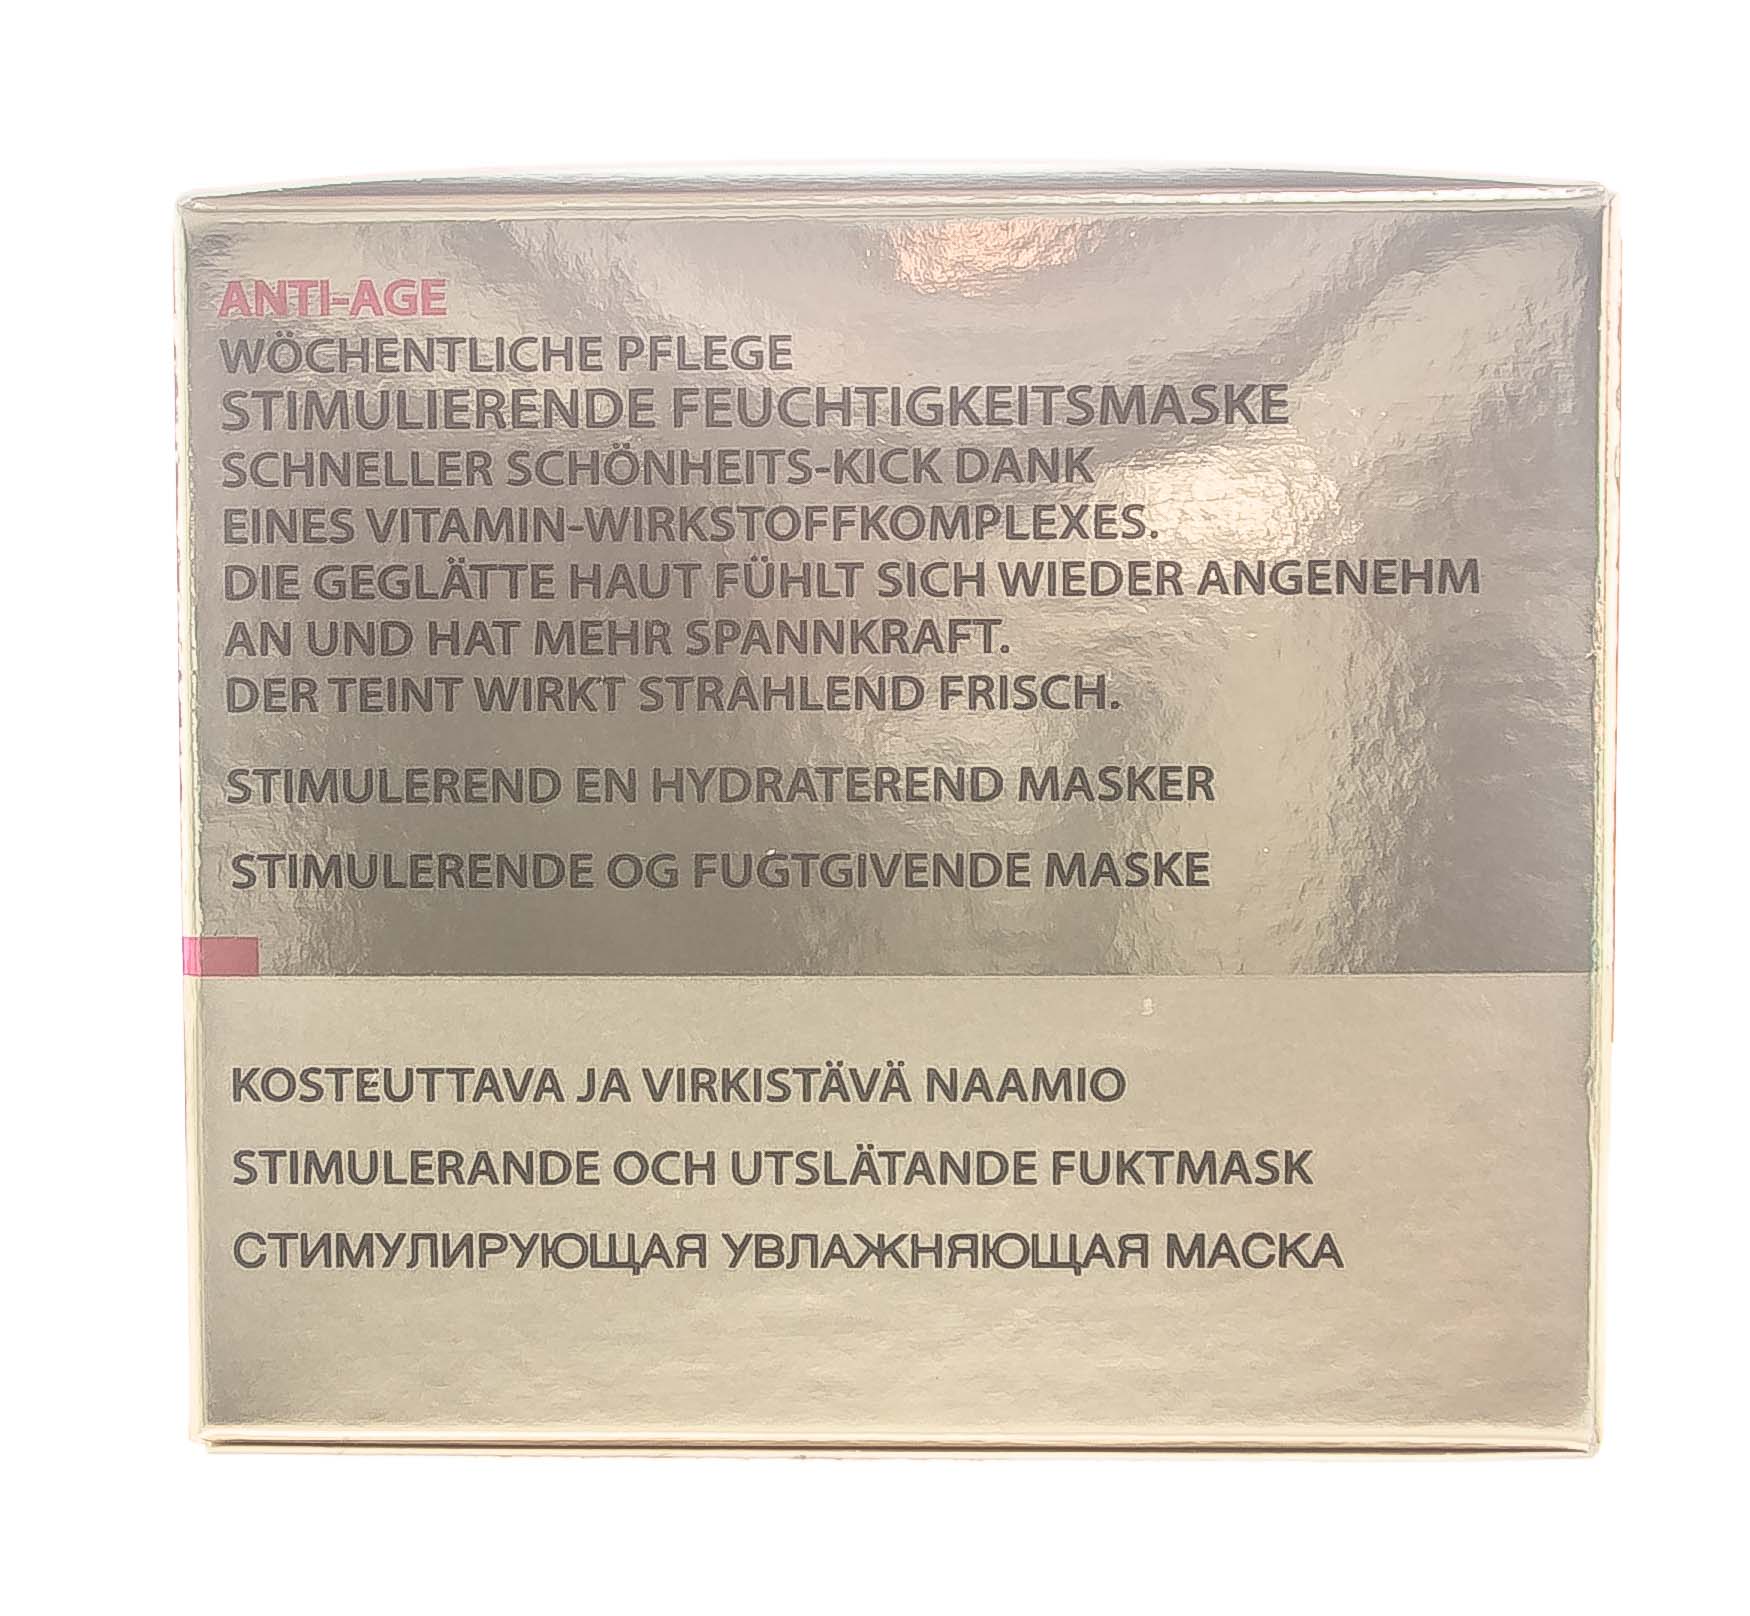 ANTI-AGE
WÖCHENTLICHE PFLEGE
STIMULIERENDE FEUCHTIGKEITSMASKE
SCHNELLER SCHÖNHEITS-KICK DANK
EINES VITAMIN-WIRKSTOFFKOMPLEXES.
DIE GEGLÄTTE HAUT FÜHLT SICH WIEDER ANGENEHM
AN UND HAT MEHR SPANNKRAFT.
DER TEINT WIRKT STRAHLEND FRISCH.
STIMULEREND EN HYDRATEREND MASKER
STIMULERENDE OG FUGTGIVENDE MASKE
KOSTEUTTAVA JA VIRKISTÄVÄ NAAMIO
STIMULERANDE OCH UTSLÄTANDE FUKTMASK
СТИМУЛИРУЮЩАЯ УВЛАЖНЯЮЩАЯ МАСКА